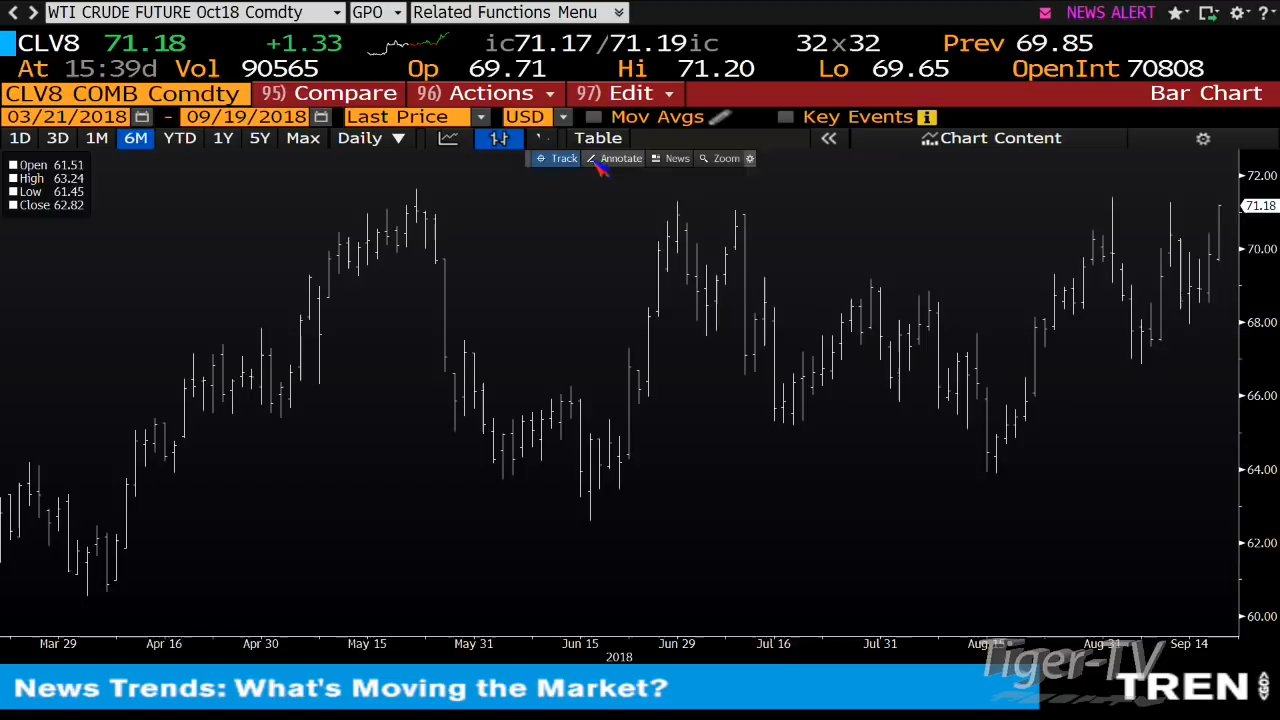 WTI CRUDE FUTURE Oct18 Comdty GPO Related Functions Menu NEWS ALERT ?
CLV8 71.18 +1.33 ic71.17/71.19ic 32x32 Prev 69.85
At 15:39d Vol 90565 Op 69.71 Hi 71.20 Lo 69.65 OpenInt 70808
CLV8 COMB Comdty 95) Compare 96) Actions 97) Edit Bar Chart
03/21/2018 - 09/19/2018 Last Price USD Mov Avgs Key Events
1D 3D 1M 6M YTD 1Y 5Y Max Daily Table Chart Content
Track Annotate News Zoom
Open 61.51
High 63.24
Low 61.45
Close 62.82
72.00
71.18
70.00
68.00
66.00
64.00
62.00
60.00
Mar 29 Apr 16 Apr 30 May 15 May 31 Jun 15 Jun 29 Jul 16 Jul 31 Aug 15 Aug 31 Sep 14
2018
Tiger-TV
News Trends: What's Moving the Market? TREN